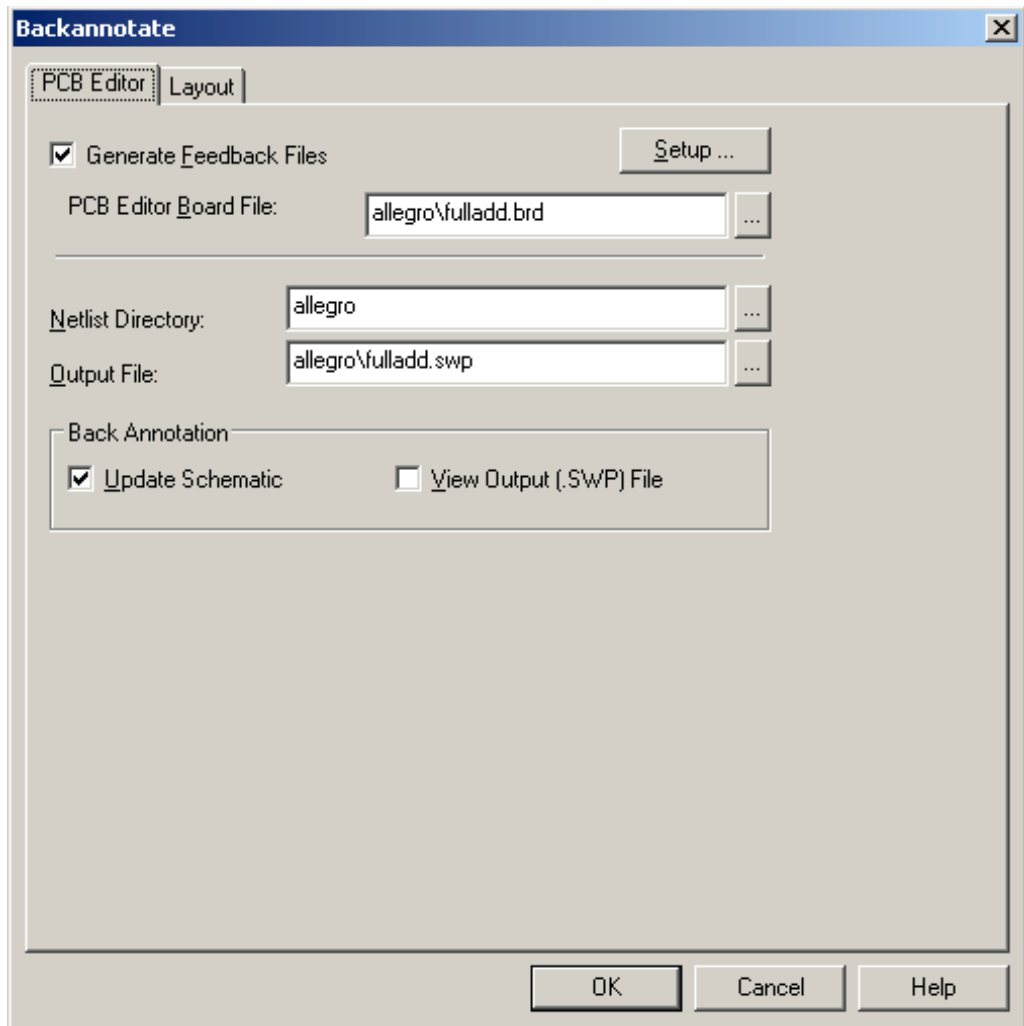 Backannotate
PCB Editor Layout
Generate Feedback Files Setup ...
PCB Editor Board File: allegro\fulladd.brd ...
Netlist Directory: allegro ...
Output File: allegro\fulladd.swp ...
Back Annotation
Update Schematic View Output (.SWP) File
OK Cancel Help